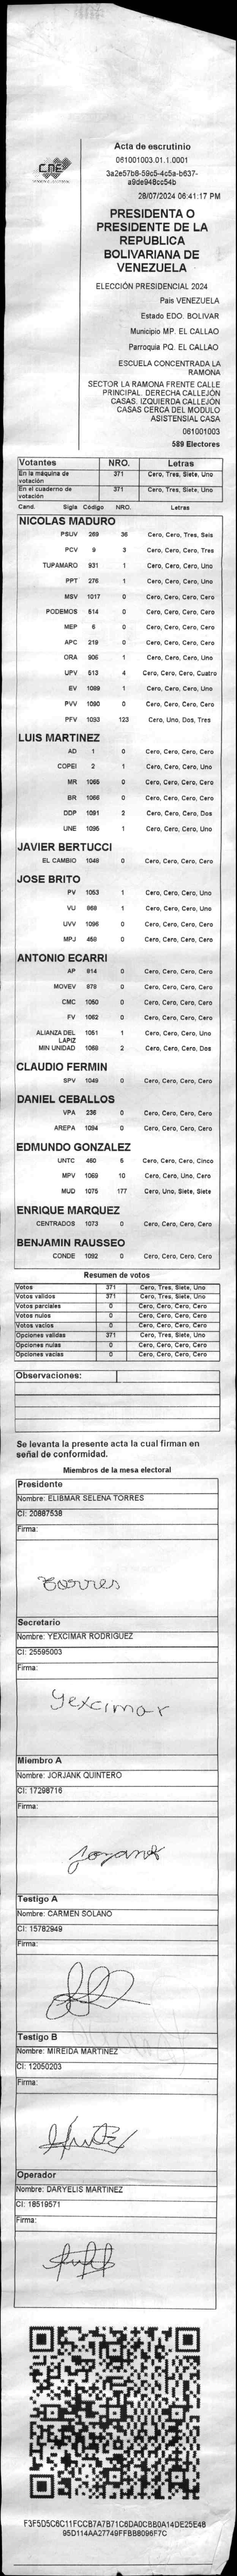 CNE
Acta de escrutinio
061001003.01.1.0001
3a2e57b8-59c5-4c5a-b637-
a9de948cc54b
28/07/2024 06:41:17 PM
PRESIDENTA O
PRESIDENTE DE LA
REPUBLICA
BOLIVARIANA DE
VENEZUELA
ELECCIÓN PRESIDENCIAL 2024
País VENEZUELA
Estado EDO. BOLIVAR
Municipio MP. EL CALLAO
Parroquia PQ. EL CALLAO
ESCUELA CONCENTRADA LA
RAMONA
SECTOR LA RAMONA FRENTE CALLE
PRINCIPAL. DERECHA CALLEJÓN
CASAS. IZQUIERDA CALLEJÓN
CASAS CERCA DEL MODULO
ASISTENSIAL CASA
061001003
589 Electores
Votantes NRO. Letras
En la máquina de votación 371 Cero, Tres, Siete, Uno
En el cuaderno de votación 371 Cero, Tres, Siete, Uno
Cand. Sigla Código NRO. Letras
NICOLAS MADURO
PSUV 269 36 Cero, Cero, Tres, Seis
PCV 9 3 Cero, Cero, Cero, Tres
TUPAMARO 931 1 Cero, Cero, Cero, Uno
PPT 276 1 Cero, Cero, Cero, Uno
MSV 1017 0 Cero, Cero, Cero, Cero
PODEMOS 514 0 Cero, Cero, Cero, Cero
MEP 6 0 Cero, Cero, Cero, Cero
APC 219 0 Cero, Cero, Cero, Cero
ORA 906 1 Cero, Cero, Cero, Uno
UPV 513 4 Cero, Cero, Cero, Cuatro
EV 1089 1 Cero, Cero, Cero, Uno
PVV 1090 0 Cero, Cero, Cero, Cero
PFV 1093 123 Cero, Uno, Dos, Tres
LUIS MARTINEZ
AD 1 0 Cero, Cero, Cero, Cero
COPEI 2 1 Cero, Cero, Cero, Uno
MR 1065 0 Cero, Cero, Cero, Cero
BR 1066 0 Cero, Cero, Cero, Cero
DDP 1091 2 Cero, Cero, Cero, Dos
UNE 1095 1 Cero, Cero, Cero, Uno
JAVIER BERTUCCI
EL CAMBIO 1048 0 Cero, Cero, Cero, Cero
JOSE BRITO
PV 1053 1 Cero, Cero, Cero, Uno
VU 868 1 Cero, Cero, Cero, Uno
UVV 1096 0 Cero, Cero, Cero, Cero
MPJ 459 0 Cero, Cero, Cero, Cero
ANTONIO ECARRI
AP 914 0 Cero, Cero, Cero, Cero
MOVEV 879 0 Cero, Cero, Cero, Cero
CMC 1050 0 Cero, Cero, Cero, Cero
FV 1062 0 Cero, Cero, Cero, Cero
ALIANZA DEL LAPIZ 1051 1 Cero, Cero, Cero, Uno
MIN UNIDAD 1069 2 Cero, Cero, Cero, Dos
CLAUDIO FERMIN
SPV 1049 0 Cero, Cero, Cero, Cero
DANIEL CEBALLOS
VPA 236 0 Cero, Cero, Cero, Cero
AREPA 1094 0 Cero, Cero, Cero, Cero
EDMUNDO GONZALEZ
UNTC 460 5 Cero, Cero, Cero, Cinco
MPV 1069 10 Cero, Cero, Uno, Cero
MUD 1075 177 Cero, Uno, Siete, Siete
ENRIQUE MARQUEZ
CENTRADOS 1073 0 Cero, Cero, Cero, Cero
BENJAMIN RAUSSEO
CONDE 1092 0 Cero, Cero, Cero, Cero
Resumen de votos
Votos 371 Cero, Tres, Siete, Uno
Votos validos 371 Cero, Tres, Siete, Uno
Votos parciales 0 Cero, Cero, Cero, Cero
Votos nulos 0 Cero, Cero, Cero, Cero
Votos vacios 0 Cero, Cero, Cero, Cero
Opciones validas 371 Cero, Tres, Siete, Uno
Opciones nulas 0 Cero, Cero, Cero, Cero
Opciones vacias 0 Cero, Cero, Cero, Cero
Observaciones:
Se levanta la presente acta la cual firman en
señal de conformidad.
Miembros de la mesa electoral
Presidente
Nombre: ELIBMAR SELENA TORRES
CI: 20887538
Firma:
Torres
Secretario
Nombre: YEXCIMAR RODRIGUEZ
CI: 25595003
Firma:
Yexcimar
Miembro A
Nombre: JORJANK QUINTERO
CI: 17298716
Firma:
Testigo A
Nombre: CARMEN SOLANO
CI: 15782949
Firma:
Testigo B
Nombre: MIREIDA MARTINEZ
CI: 12050203
Firma:
Operador
Nombre: DARYELIS MARTINEZ
CI: 18519571
Firma:
F3F5D5C8C11FCCB7A7B71C6DA0CBB0A14DE25E48
95D114AA27749FFBB8096F7C